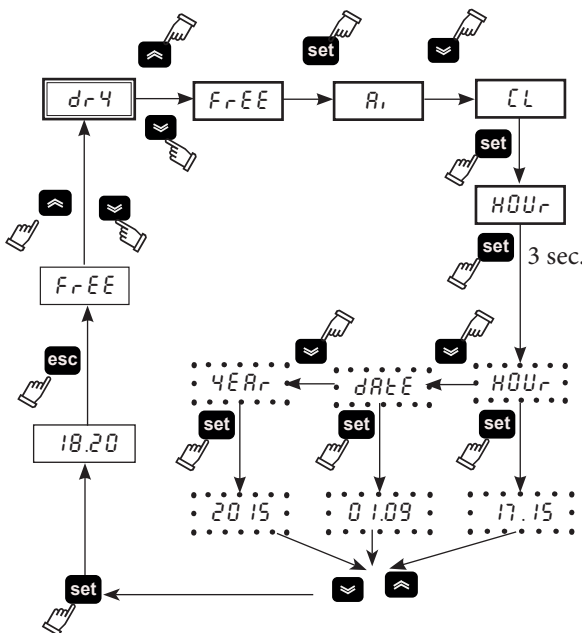 set
dr4 FrEE Ai CL
set
HOUr
set 3 sec.
FrEE
esc
YEAr dAtE HOUr
set set set
18.20
2015 01.09 17.15
set